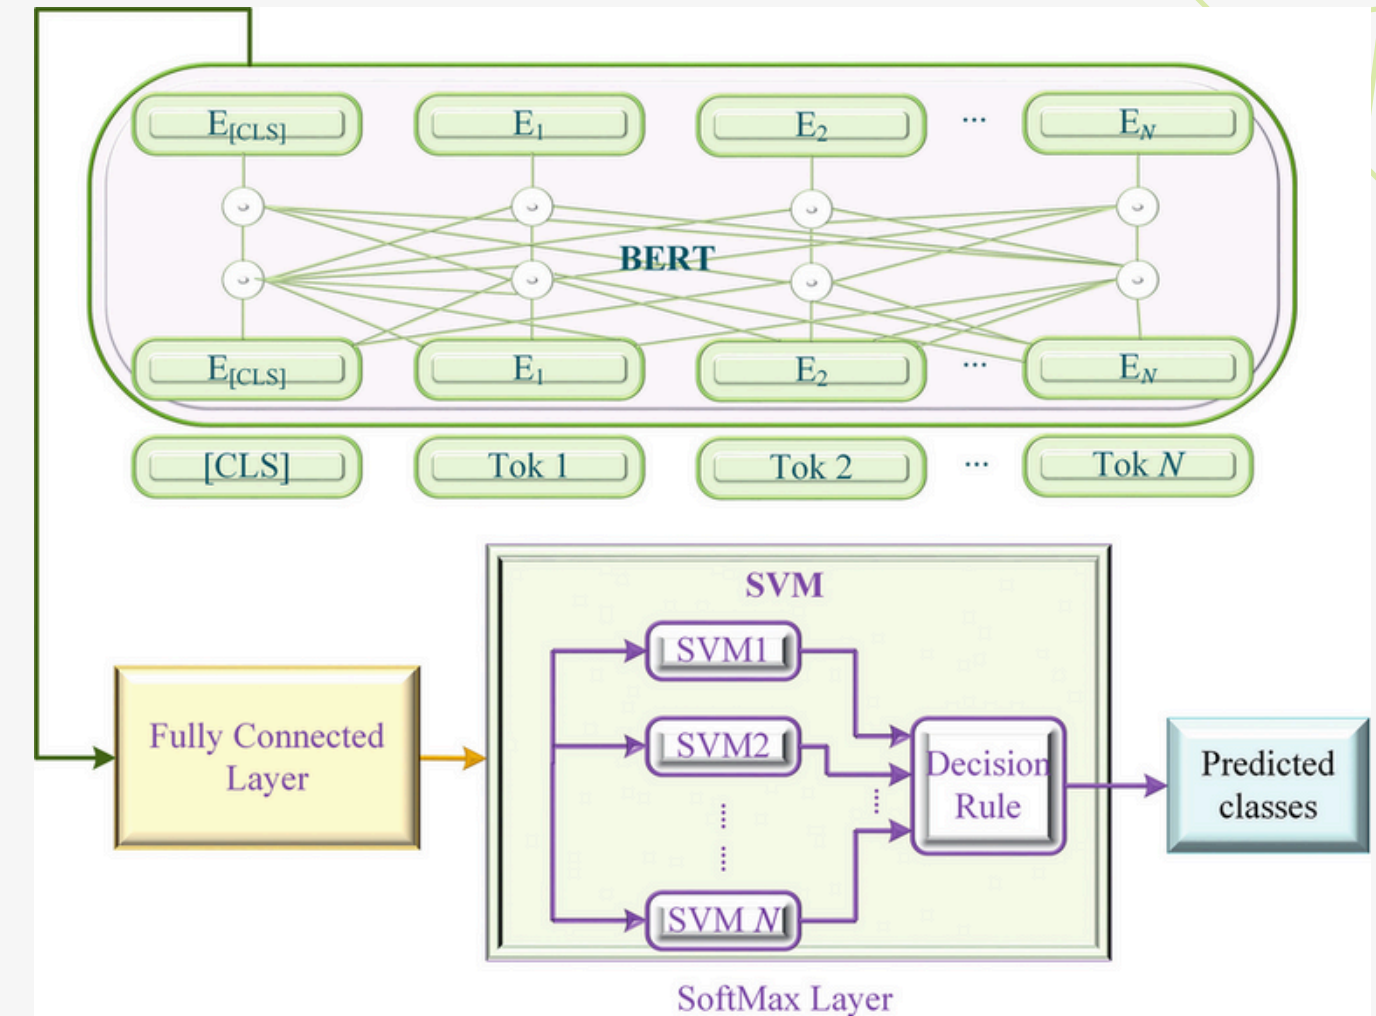 E[CLS] E1 E2 ... EN
BERT
E[CLS] E1 E2 ... EN
[CLS] Tok 1 Tok 2 ... Tok N
SVM
SVM1
SVM2
SVM N
Fully Connected
Layer
Decision
Rule
Predicted
classes
SoftMax Layer